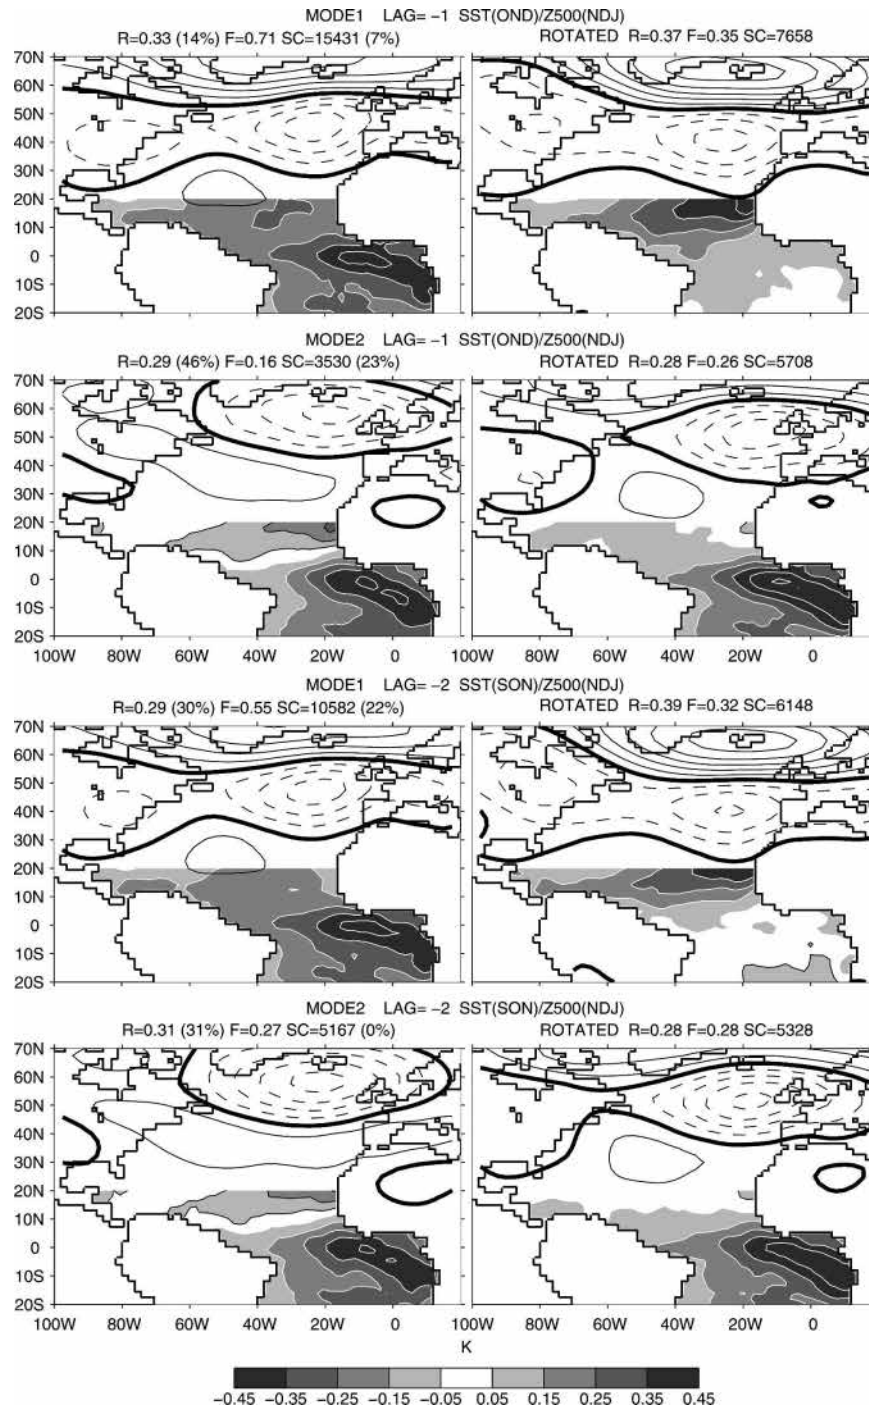 MODE1 LAG= −1 SST(OND)/Z500(NDJ)
R=0.33 (14%) F=0.71 SC=15431 (7%)
ROTATED R=0.37 F=0.35 SC=7658
70N
60N
50N
40N
30N
20N
10N
0
10S
20S
MODE2 LAG= −1 SST(OND)/Z500(NDJ)
R=0.29 (46%) F=0.16 SC=3530 (23%)
ROTATED R=0.28 F=0.26 SC=5708
70N
60N
50N
40N
30N
20N
10N
0
10S
20S
100W 80W 60W 40W 20W 0 100W 80W 60W 40W 20W 0
MODE1 LAG= −2 SST(SON)/Z500(NDJ)
R=0.29 (30%) F=0.55 SC=10582 (22%)
ROTATED R=0.39 F=0.32 SC=6148
70N
60N
50N
40N
30N
20N
10N
0
10S
20S
MODE2 LAG= −2 SST(SON)/Z500(NDJ)
R=0.31 (31%) F=0.27 SC=5167 (0%)
ROTATED R=0.28 F=0.28 SC=5328
70N
60N
50N
40N
30N
20N
10N
0
10S
20S
100W 80W 60W 40W 20W 0 100W 80W 60W 40W 20W 0
K
−0.45 −0.35 −0.25 −0.15 −0.05 0.05 0.15 0.25 0.35 0.45